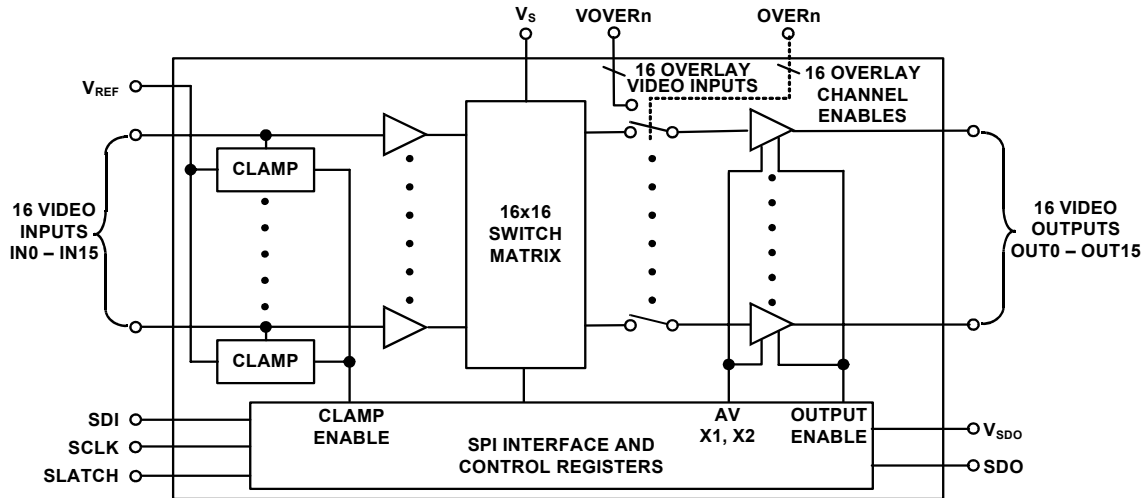 VS
VOVERn
OVERn
16 OVERLAY
VIDEO INPUTS
16 OVERLAY
CHANNEL
ENABLES
VREF
CLAMP
16 VIDEO
INPUTS
IN0 – IN15
16x16
SWITCH
MATRIX
16 VIDEO
OUTPUTS
OUT0 – OUT15
CLAMP
SDI
SCLK
SLATCH
CLAMP
ENABLE
SPI INTERFACE AND
CONTROL REGISTERS
AV
X1, X2
OUTPUT
ENABLE
VSDO
SDO